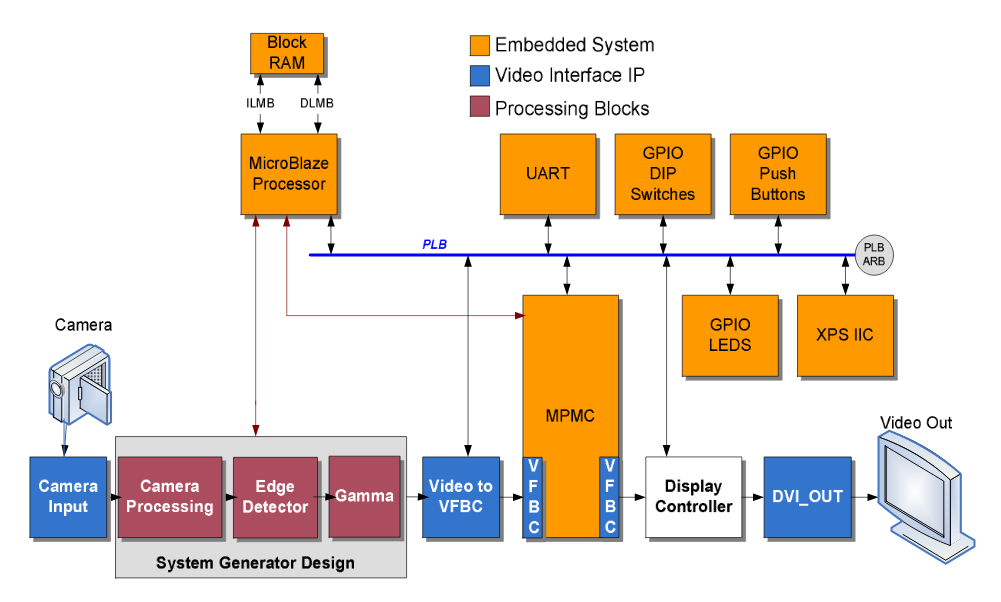 Block
RAM
Embedded System
Video Interface IP
Processing Blocks
ILMB
DLMB
MicroBlaze
Processor
UART
GPIO
DIP
Switches
GPIO
Push
Buttons
PLB
PLB
ARB
GPIO
LEDS
XPS IIC
Camera
MPMC
Video Out
Camera
Input
Camera
Processing
Edge
Detector
Gamma
Video to
VFBC
V
F
B
C
V
F
B
C
Display
Controller
DVI_OUT
System Generator Design